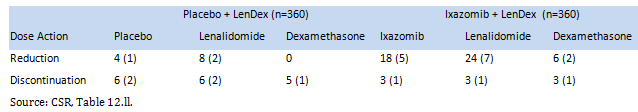 Placebo + LenDex (n=360) Ixazomib + LenDex (n=360)
Dose Action Placebo Lenalidomide Dexamethasone Ixazomib Lenalidomide Dexamethasone
Reduction 4 (1) 8 (2) 0 18 (5) 24 (7) 6 (2)
Discontinuation 6 (2) 6 (2) 5 (1) 3 (1) 3 (1) 3 (1)
Source: CSR, Table 12.ll.